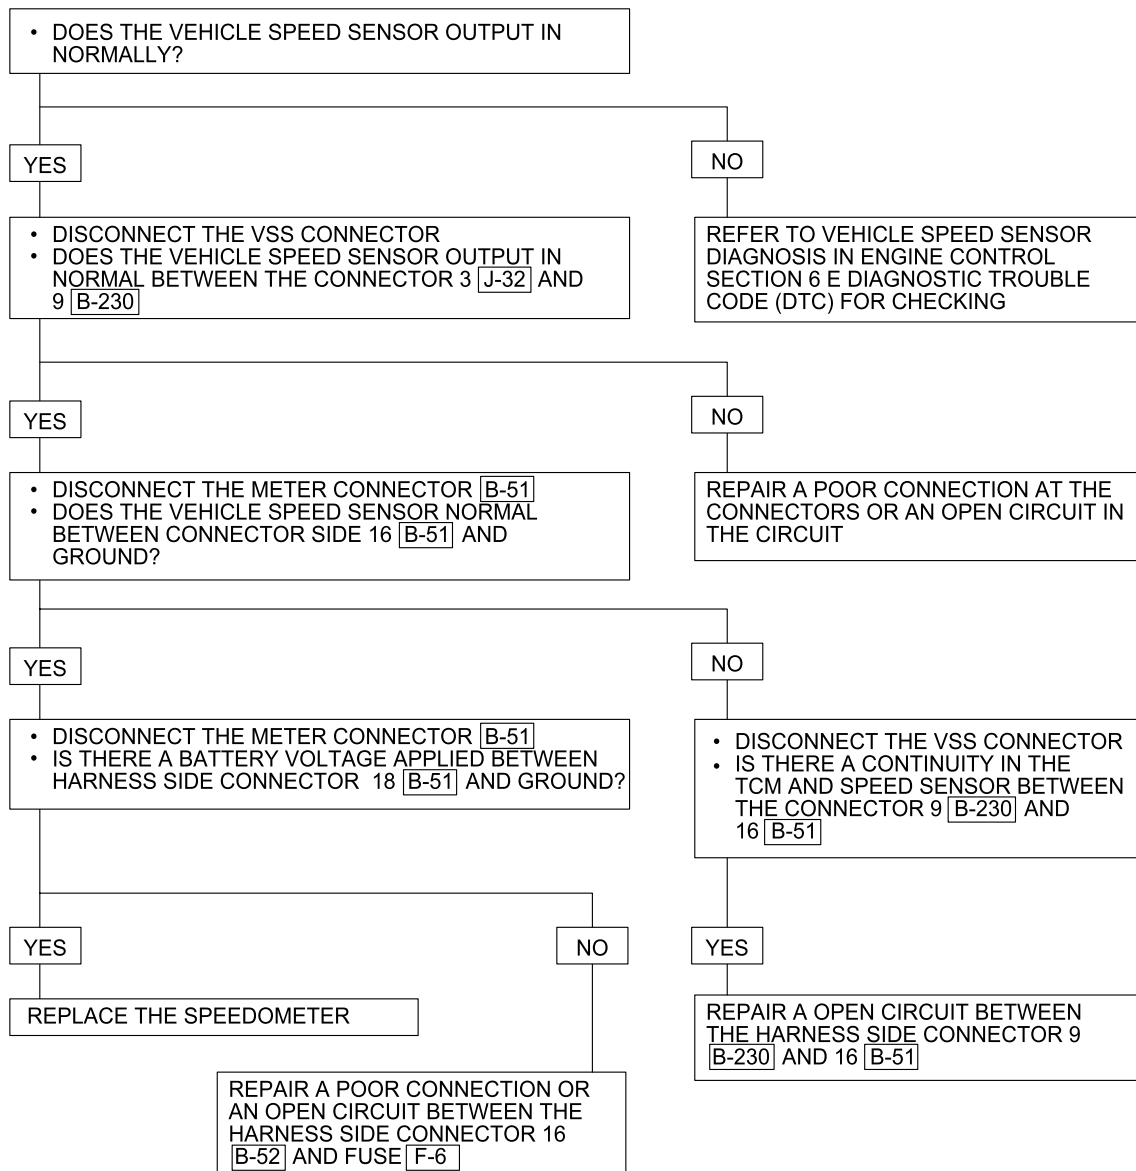 • DOES THE VEHICLE SPEED SENSOR OUTPUT IN
NORMALLY?
YES
NO
• DISCONNECT THE VSS CONNECTOR
• DOES THE VEHICLE SPEED SENSOR OUTPUT IN
NORMAL BETWEEN THE CONNECTOR 3 J-32 AND
9 B-230
REFER TO VEHICLE SPEED SENSOR
DIAGNOSIS IN ENGINE CONTROL
SECTION 6 E DIAGNOSTIC TROUBLE
CODE (DTC) FOR CHECKING
YES
NO
• DISCONNECT THE METER CONNECTOR B-51
• DOES THE VEHICLE SPEED SENSOR NORMAL
BETWEEN CONNECTOR SIDE 16 B-51 AND
GROUND?
REPAIR A POOR CONNECTION AT THE
CONNECTORS OR AN OPEN CIRCUIT IN
THE CIRCUIT
YES
NO
• DISCONNECT THE METER CONNECTOR B-51
• IS THERE A BATTERY VOLTAGE APPLIED BETWEEN
HARNESS SIDE CONNECTOR 18 B-51 AND GROUND?
• DISCONNECT THE VSS CONNECTOR
• IS THERE A CONTINUITY IN THE
TCM AND SPEED SENSOR BETWEEN
THE CONNECTOR 9 B-230 AND
16 B-51
YES
NO
YES
REPLACE THE SPEEDOMETER
REPAIR A OPEN CIRCUIT BETWEEN
THE HARNESS SIDE CONNECTOR 9
B-230 AND 16 B-51
REPAIR A POOR CONNECTION OR
AN OPEN CIRCUIT BETWEEN THE
HARNESS SIDE CONNECTOR 16
B-52 AND FUSE F-6